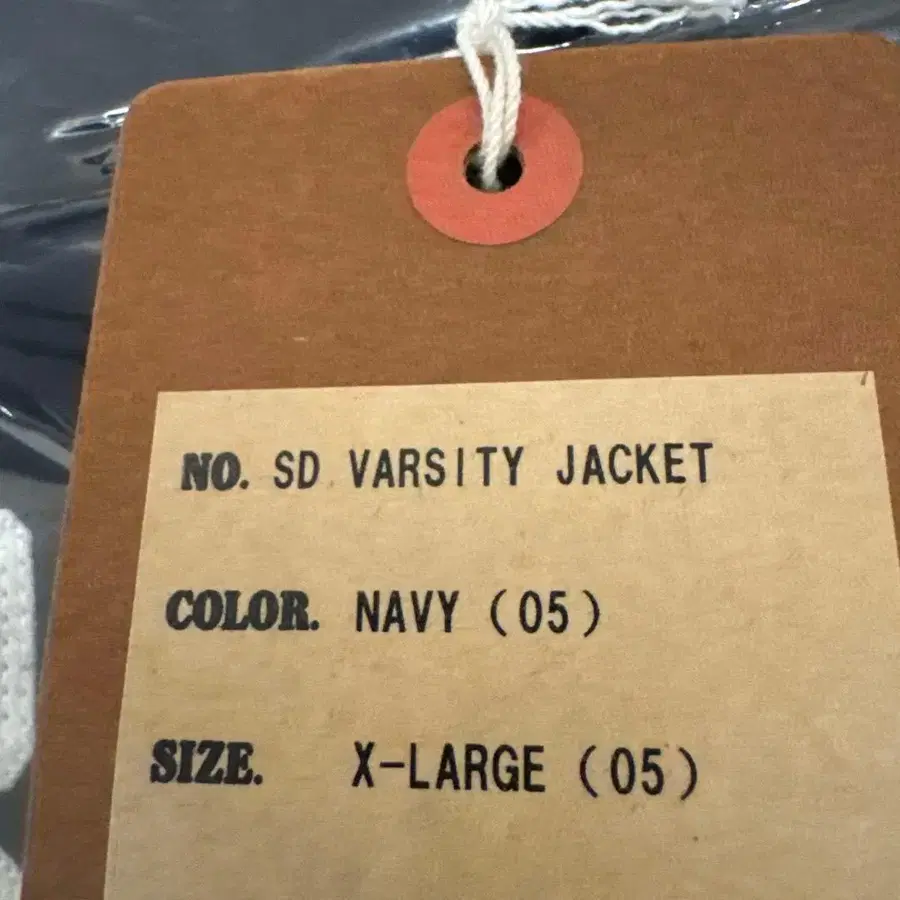 NO. SD VARSITY JACKET
COLOR. NAVY (05)
SIZE. X-LARGE (05)